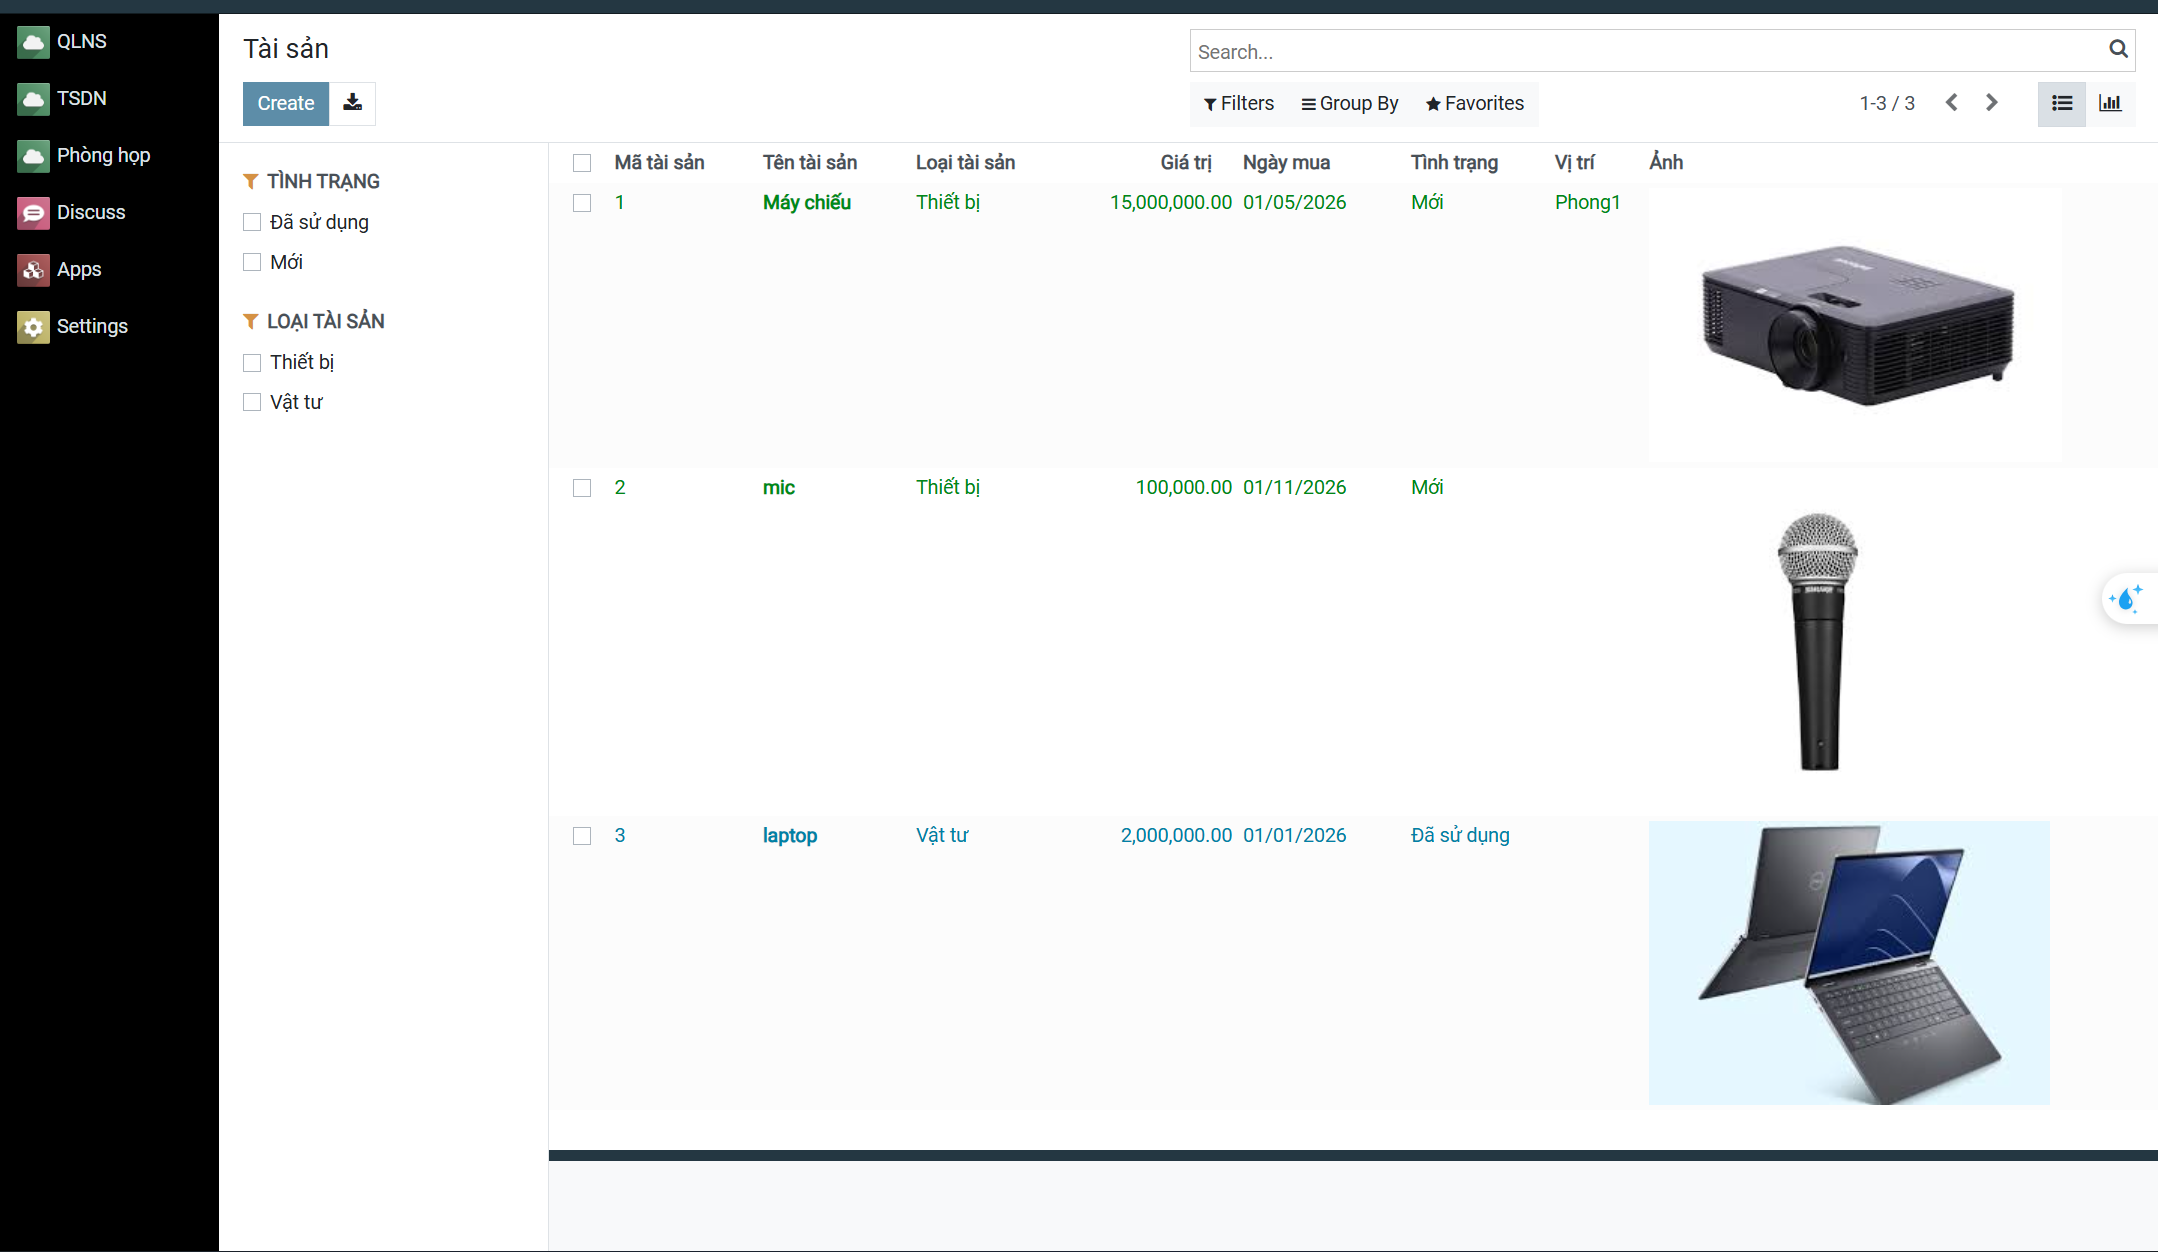 QLNS
TSDN
Phòng họp
Discuss
Apps
Settings
Tài sản
Search...
Create
Filters Group By Favorites
1-3 / 3
TÌNH TRẠNG
Đã sử dụng
Mới
LOẠI TÀI SẢN
Thiết bị
Vật tư
Mã tài sản Tên tài sản Loại tài sản Giá trị Ngày mua Tình trạng Vị trí Ảnh
1 Máy chiếu Thiết bị 15,000,000.00 01/05/2026 Mới Phong1
2 mic Thiết bị 100,000.00 01/11/2026 Mới
3 laptop Vật tư 2,000,000.00 01/01/2026 Đã sử dụng